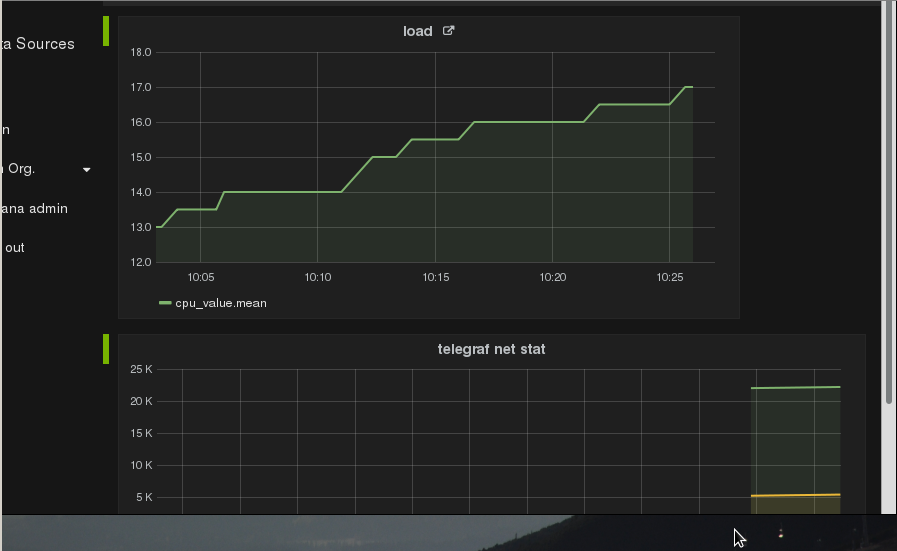 ta Sources
n
Org.
ana admin
out
load
18.0
17.0
16.0
15.0
14.0
13.0
12.0
10:05 10:10 10:15 10:20 10:25
cpu_value.mean
telegraf net stat
25 K
20 K
15 K
10 K
5 K